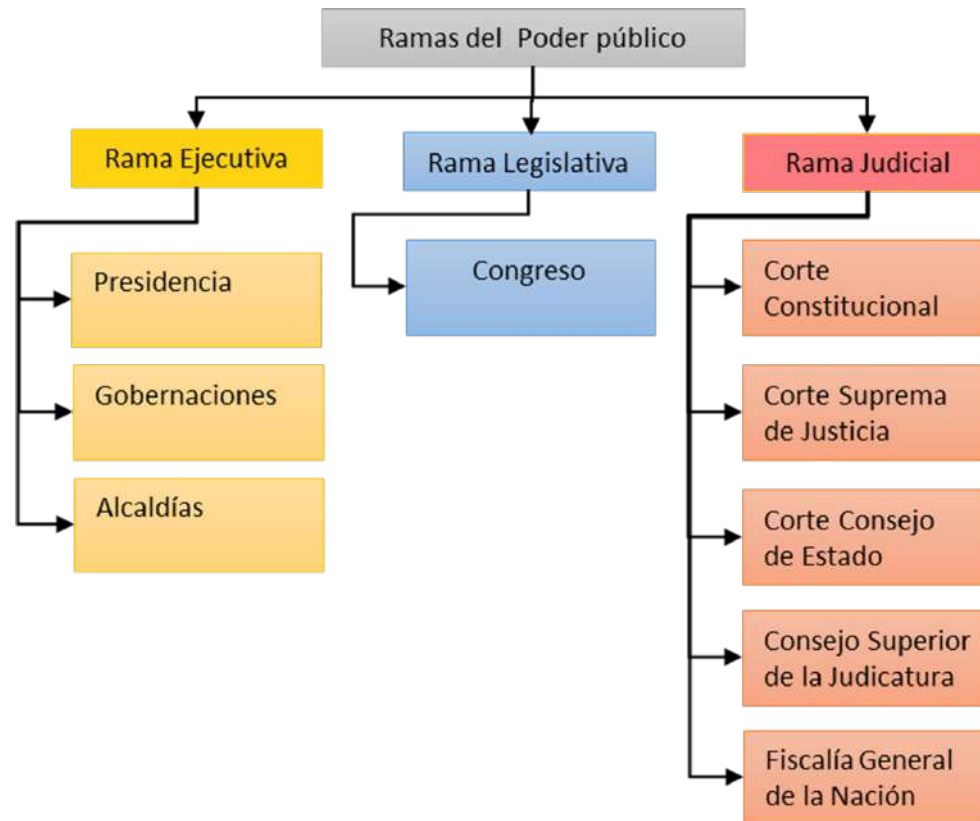 Ramas del Poder público
Rama Ejecutiva
Presidencia
Gobernaciones
Alcaldías
Rama Legislativa
Congreso
Rama Judicial
Corte
Constitucional
Corte Suprema
de Justicia
Corte Consejo
de Estado
Consejo Superior
de la Judicatura
Fiscalía General
de la Nación